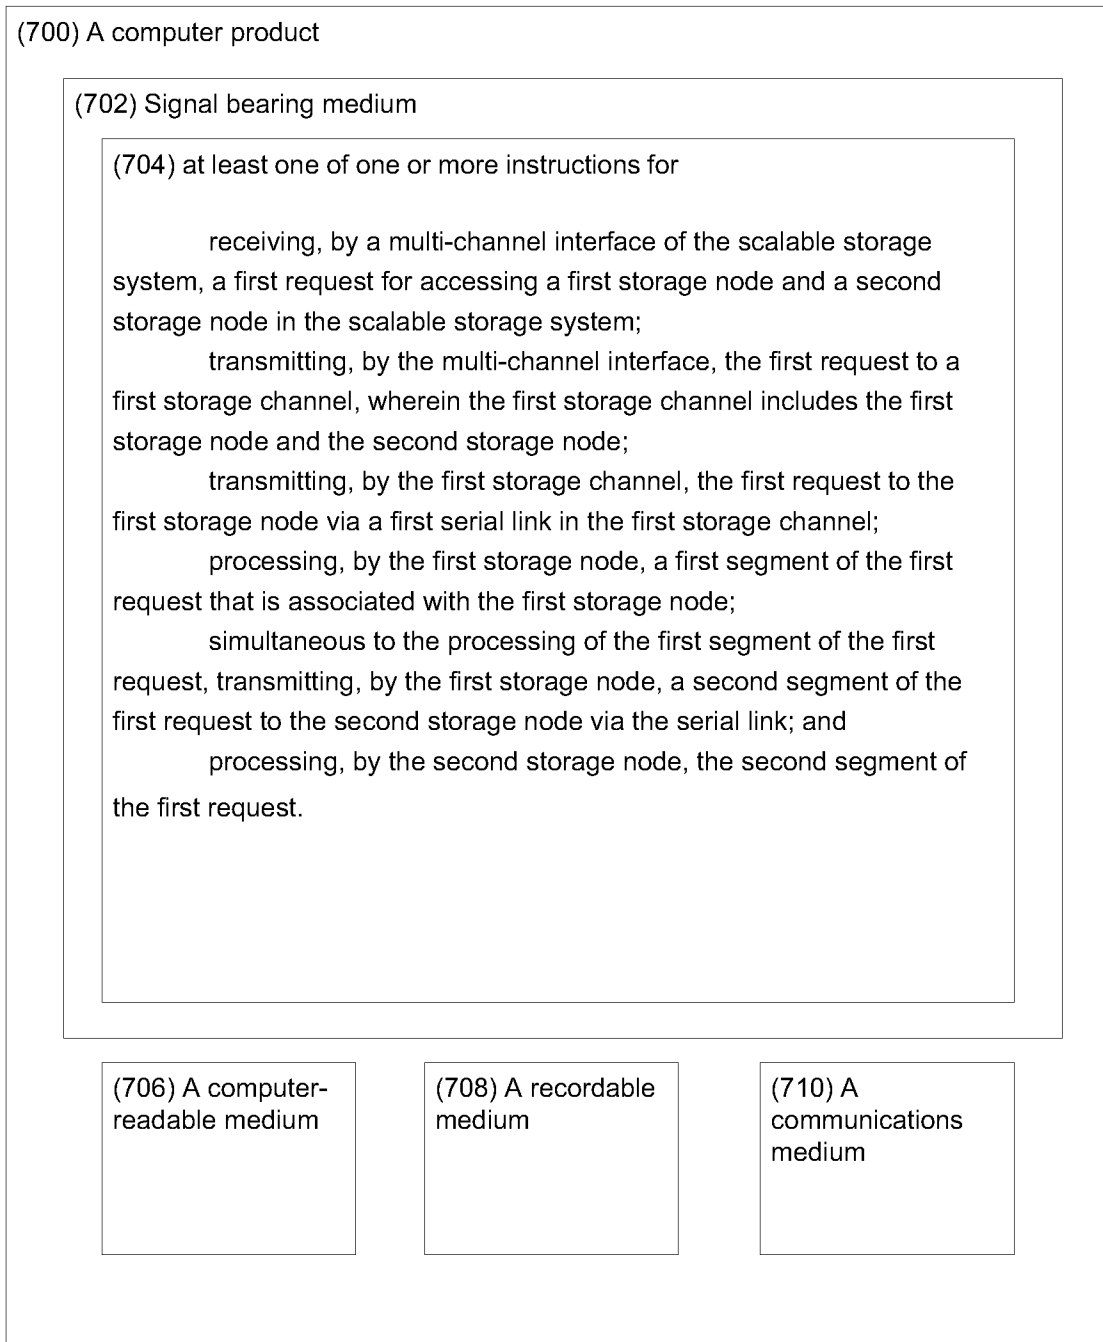 (700) A computer product
(702) Signal bearing medium
(704) at least one of one or more instructions for
receiving, by a multi-channel interface of the scalable storage
system, a first request for accessing a first storage node and a second
storage node in the scalable storage system;
transmitting, by the multi-channel interface, the first request to a
first storage channel, wherein the first storage channel includes the first
storage node and the second storage node;
transmitting, by the first storage channel, the first request to the
first storage node via a first serial link in the first storage channel;
processing, by the first storage node, a first segment of the first
request that is associated with the first storage node;
simultaneous to the processing of the first segment of the first
request, transmitting, by the first storage node, a second segment of the
first request to the second storage node via the serial link; and
processing, by the second storage node, the second segment of
the first request.
(706) A computer-
readable medium
(708) A recordable
medium
(710) A
communications
medium